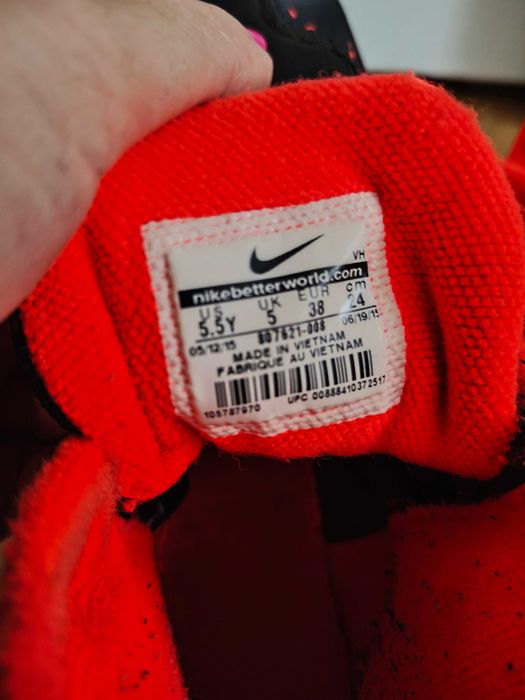 VH
nikebetterworld.com
US UK EUR cm
5.5Y 5 38 24
807621-008
05/12/15 06/19/15
MADE IN VIETNAM
FABRIQUE AU VIETNAM
105787970 UPC 00888410372517